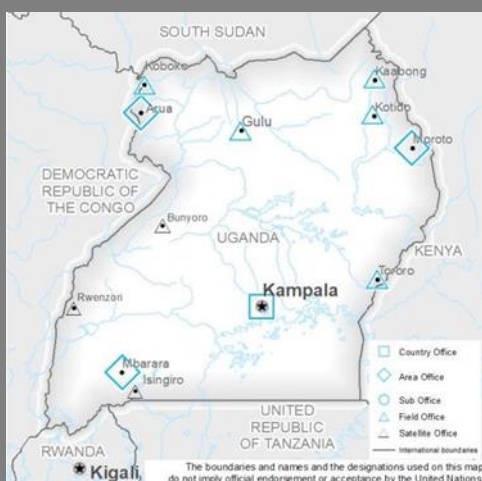 SOUTH SUDAN
Koboko
Kaabong
Arua
Kotido
Gulu
Moroto
DEMOCRATIC
REPUBLIC OF
THE CONGO
Bunyoro
UGANDA
KENYA
Tororo
Kampala
Rwenzori
Mbarara
Isingiro
Country Office
Area Office
Sub Office
Field Office
Satellite Office
International boundaries
UNITED
REPUBLIC
OF TANZANIA
RWANDA
Kigali
The boundaries and names and the designations used on this map
do not imply official endorsement or acceptance by the United Nations.